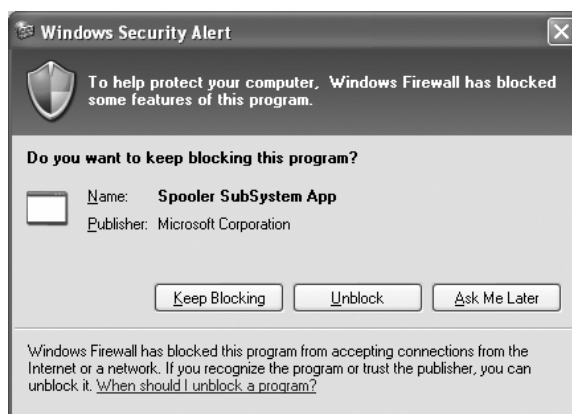 Windows Security Alert
To help protect your computer, Windows Firewall has blocked
some features of this program.
Do you want to keep blocking this program?
Name: Spooler SubSystem App
Publisher: Microsoft Corporation
Keep Blocking Unblock Ask Me Later
Windows Firewall has blocked this program from accepting connections from the
Internet or a network. If you recognize the program or trust the publisher, you can
unblock it. When should I unblock a program?